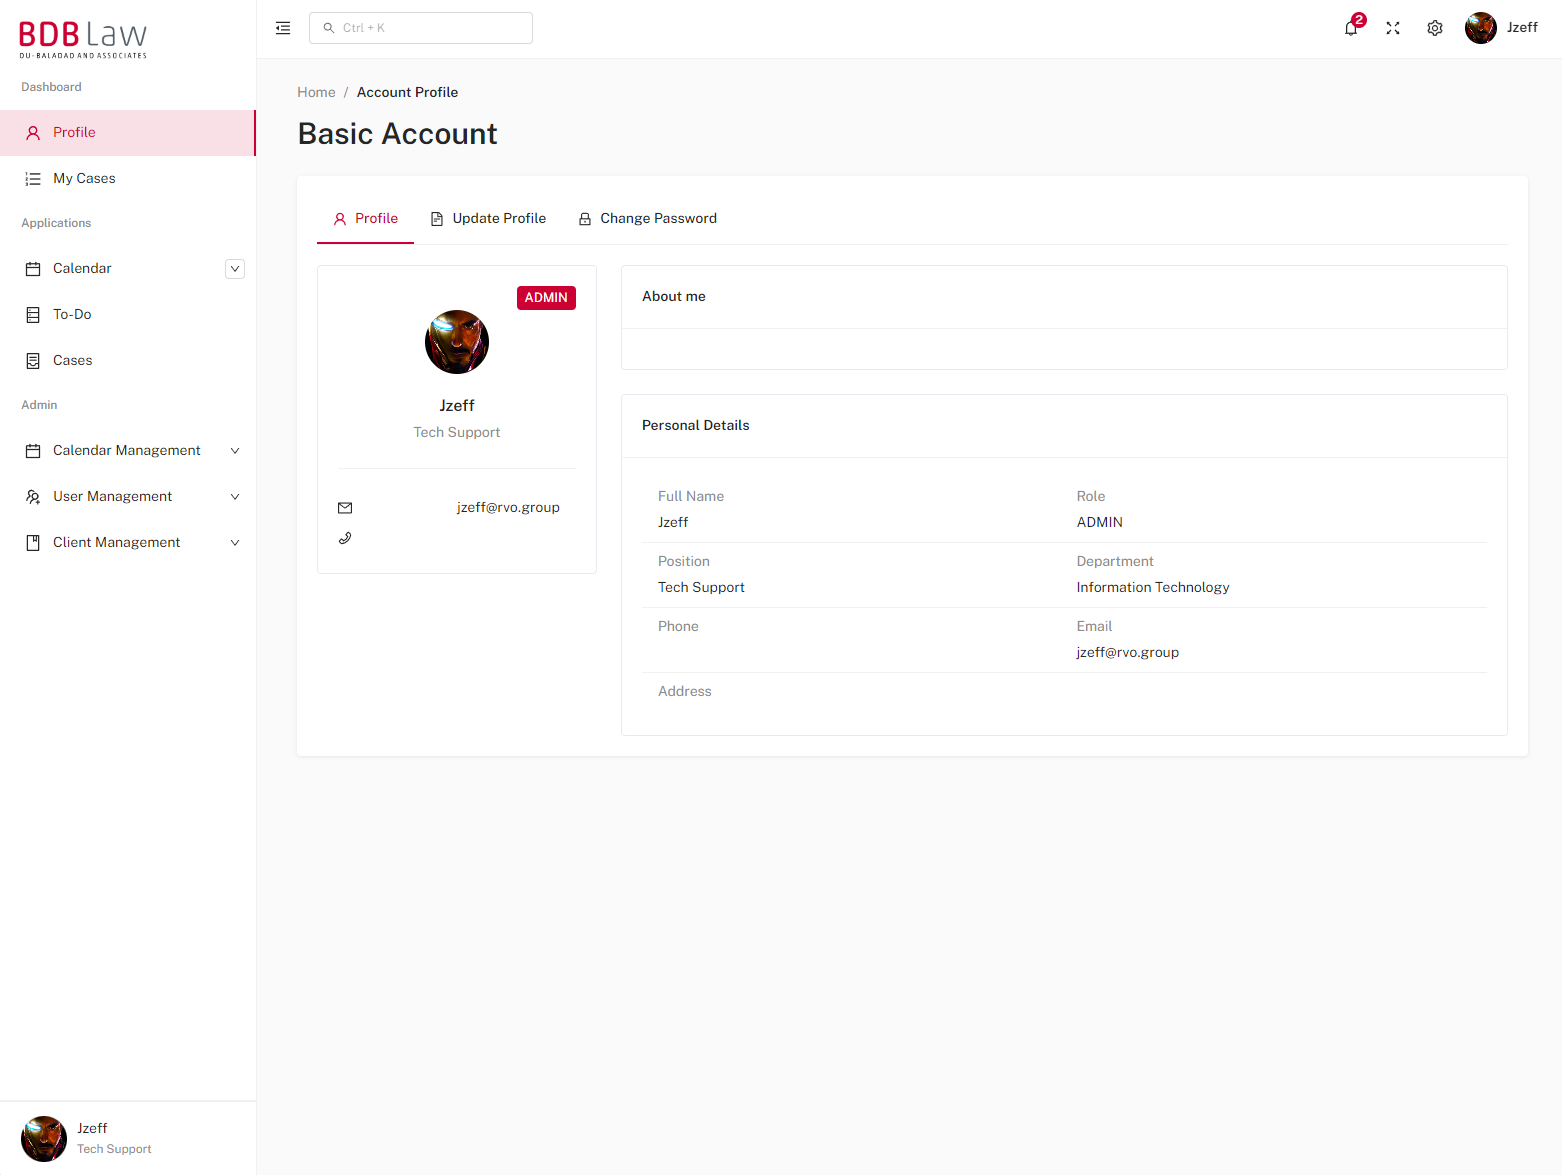 BDB Law
DU-BALADAD AND ASSOCIATES
Dashboard
Profile
My Cases
Applications
Calendar
To-Do
Cases
Admin
Calendar Management
User Management
Client Management
Jzeff
Tech Support
Ctrl + K
2
Jzeff
Home / Account Profile
Basic Account
Profile
Update Profile
Change Password
ADMIN
Jzeff
Tech Support
jzeff@rvo.group
About me
Personal Details
Full Name
Jzeff
Role
ADMIN
Position
Tech Support
Department
Information Technology
Phone
Email
jzeff@rvo.group
Address